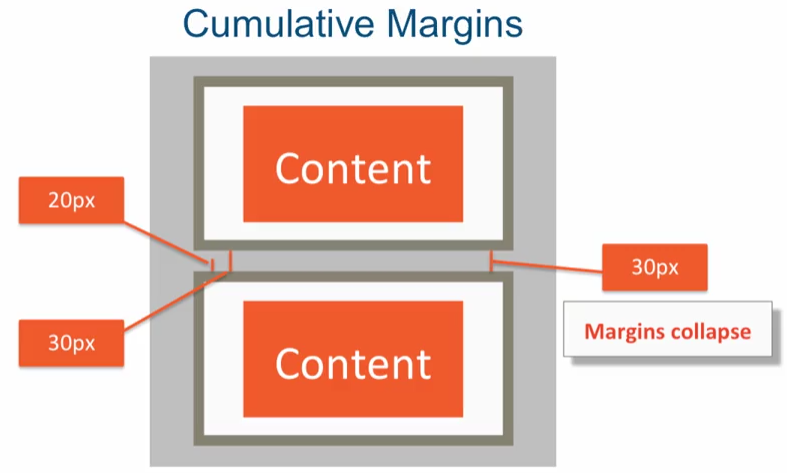 Cumulative Margins
Content
20px
30px
30px
Margins collapse
Content